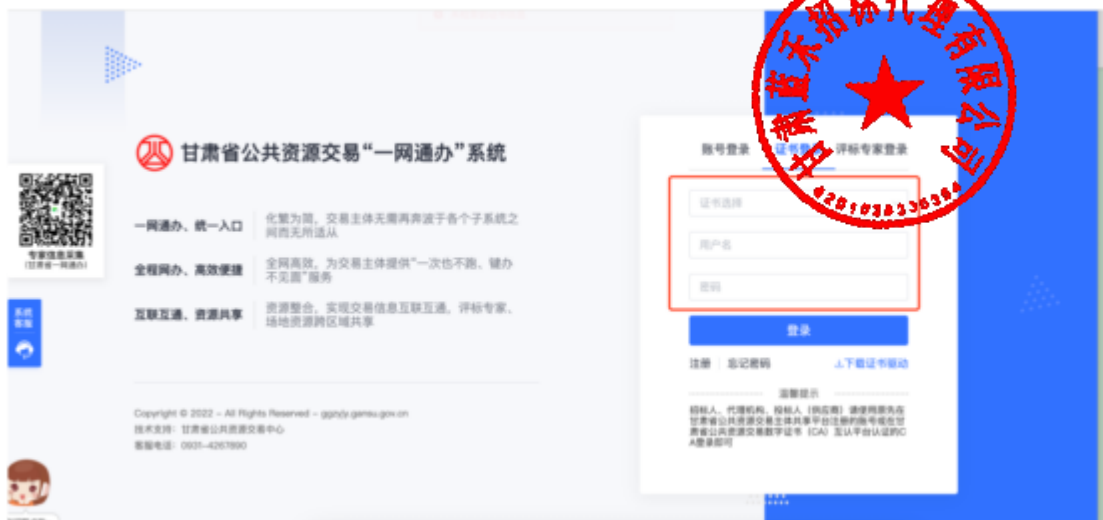 甘肃蓝禾招标代理有限公司
甘肃省公共资源交易“一网通办”系统
账号登录
评标专家登录
证书选择
用户名
密码
登录
注册
忘记密码
下载证书驱动
温馨提示
招标人、代理机构、投标人（供应商）请使用原先在
甘肃省公共资源交易主体共享平台注册的账号或在甘
肃省公共资源交易数字证书（CA）互认平台认证的C
A登录即可
一网通办、统一入口
化繁为简，交易主体无需再奔波于各个子系统之
间而无所适从
全程网办、高效便捷
全网高效，为交易主体提供“一次也不跑、键办
不见面”服务
互联互通、资源共享
资源整合，实现交易信息互联互通，评标专家、
场地资源跨区域共享
专家信息采集
(甘肃省一网通办)
系统
客服
Copyright © 2022 - All Rights Reserved - ggzyjy.gansu.gov.cn
技术支持：甘肃省公共资源交易中心
客服电话：0931-4267890